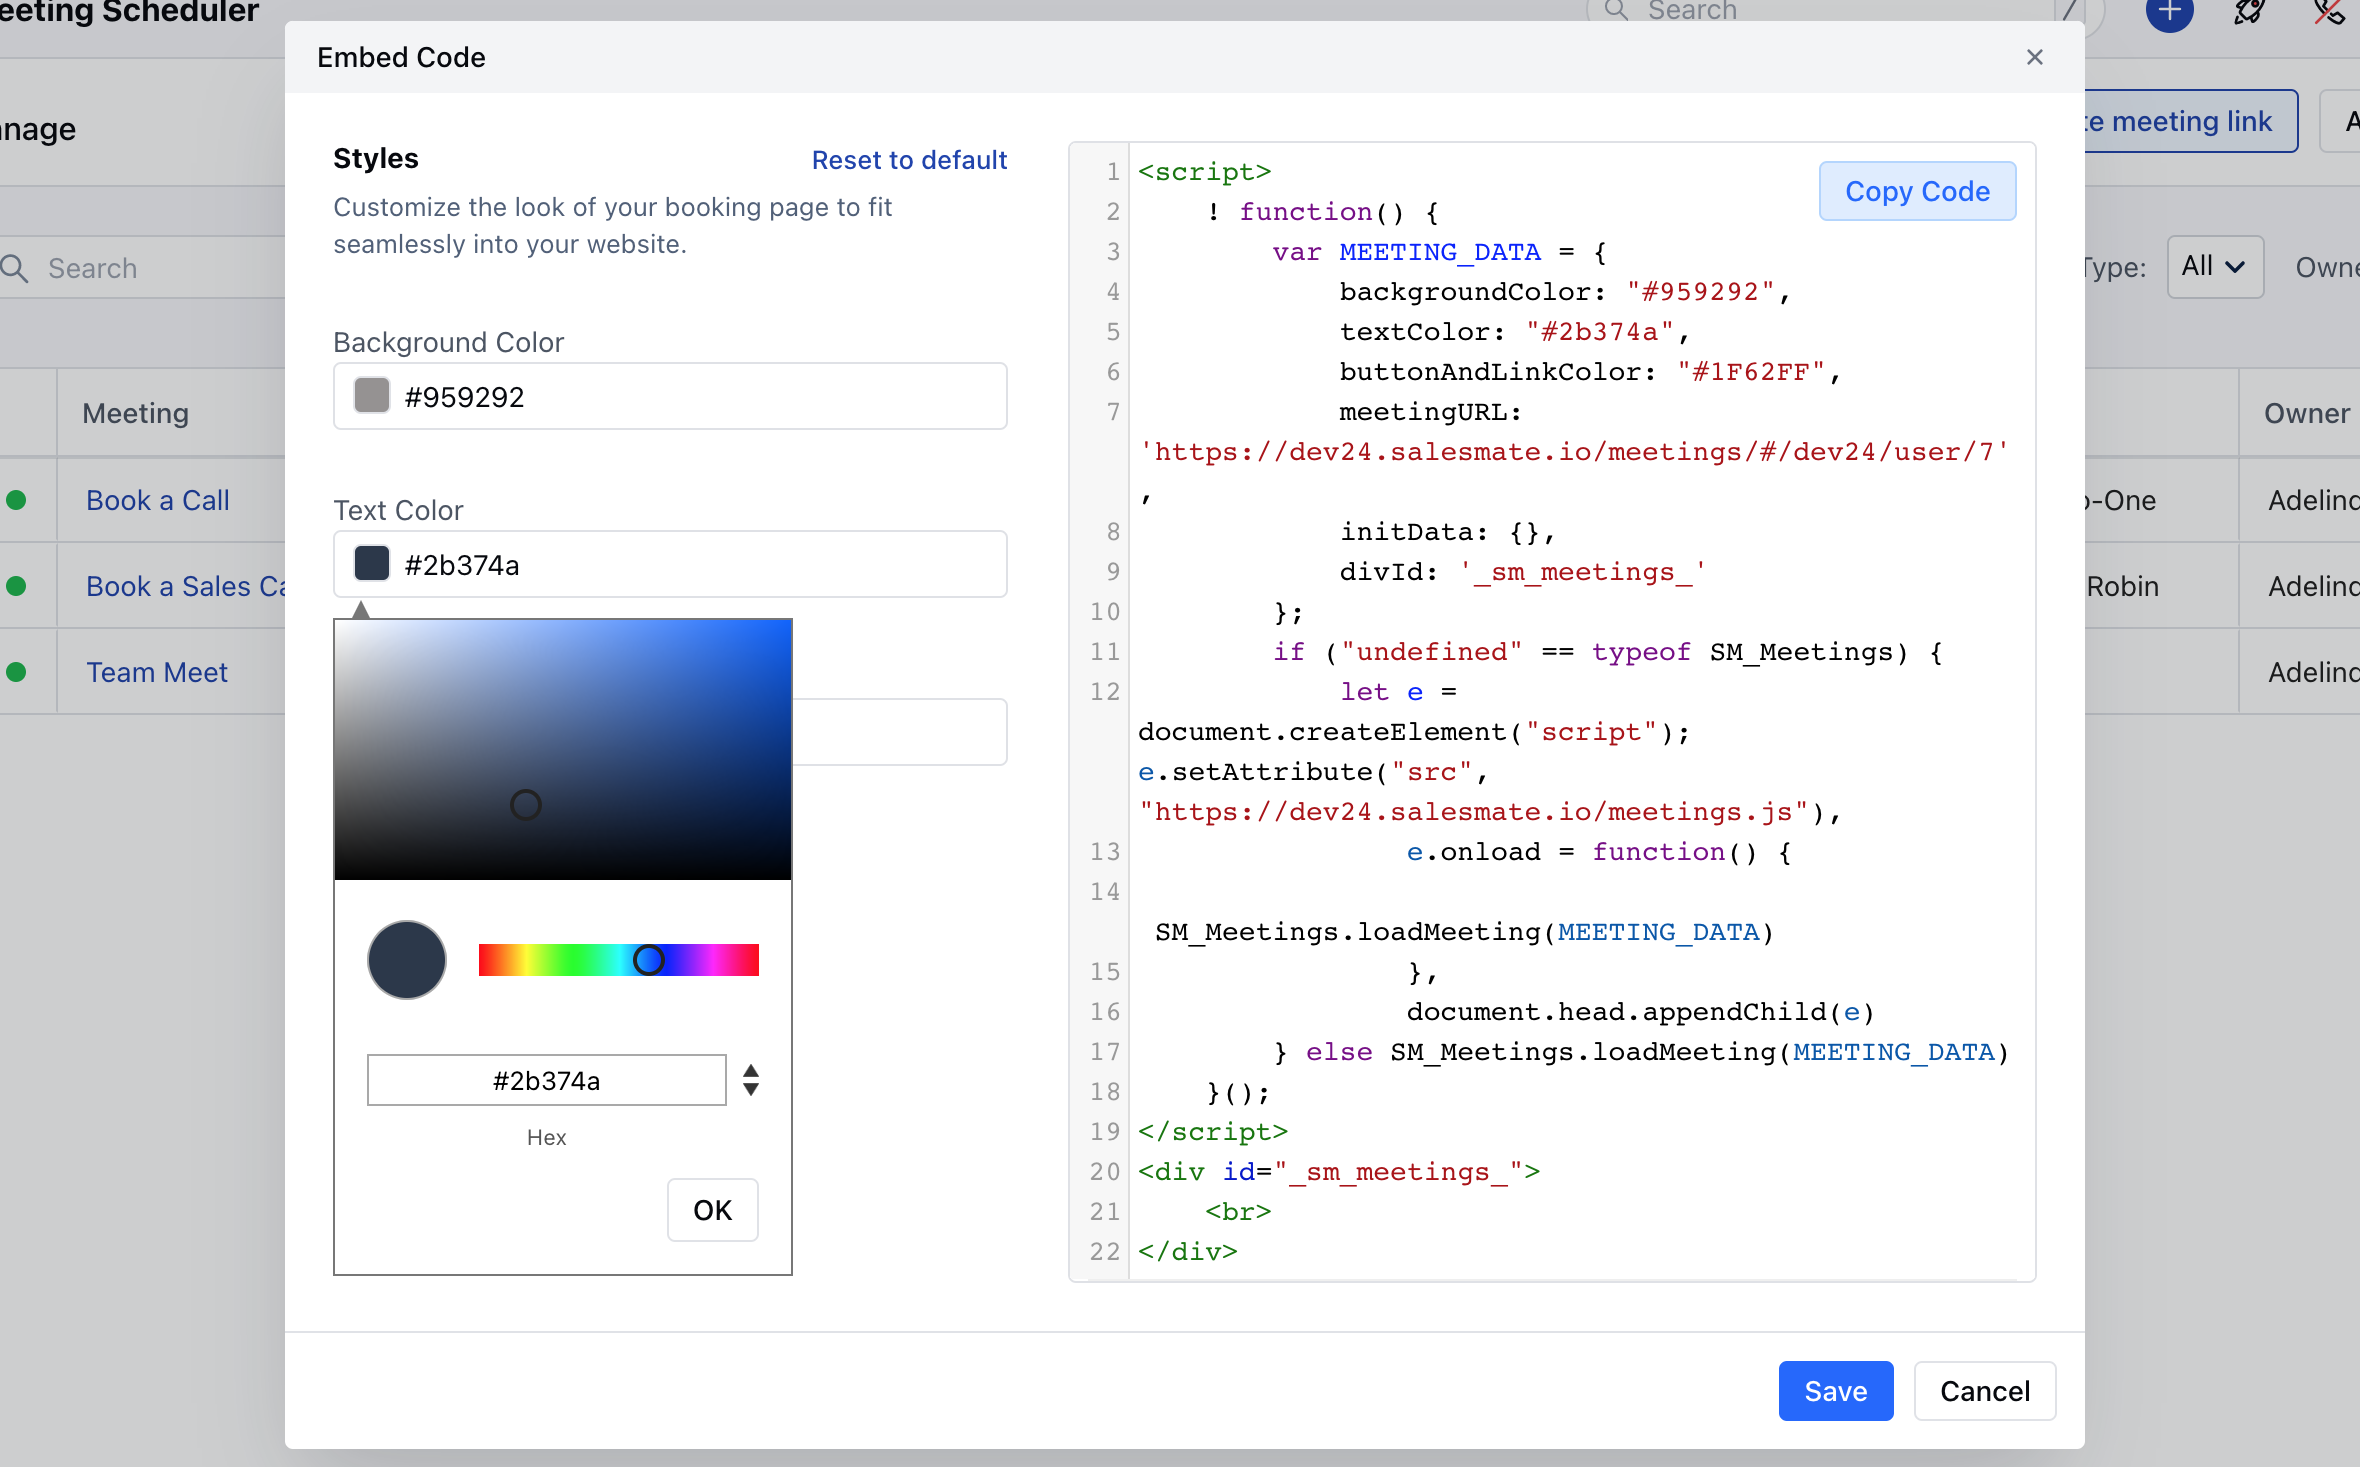 eeting Scheduler
Search
/
Embed Code
nage
te meeting link
A
Search
Type:
All
Owne
Meeting
Owner
Book a Call
o-One
Adelind
Book a Sales Ca
Robin
Adelind
Team Meet
Adelind
Styles
Reset to default
Customize the look of your booking page to fit
seamlessly into your website.
Background Color
#959292
Text Color
#2b374a
#2b374a
Hex
OK
Copy Code
1 <script>
2     ! function() {
3         var MEETING_DATA = {
4             backgroundColor: "#959292",
5             textColor: "#2b374a",
6             buttonAndLinkColor: "#1F62FF",
7             meetingURL:
'https://dev24.salesmate.io/meetings/#/dev24/user/7'
,
8             initData: {},
9             divId: '_sm_meetings_'
10         };
11         if ("undefined" == typeof SM_Meetings) {
12             let e =
document.createElement("script");
e.setAttribute("src",
"https://dev24.salesmate.io/meetings.js"),
13                 e.onload = function() {
14
SM_Meetings.loadMeeting(MEETING_DATA)
15                 },
16                 document.head.appendChild(e)
17         } else SM_Meetings.loadMeeting(MEETING_DATA)
18     }();
19 </script>
20 <div id="_sm_meetings_">
21     <br>
22 </div>
Save
Cancel